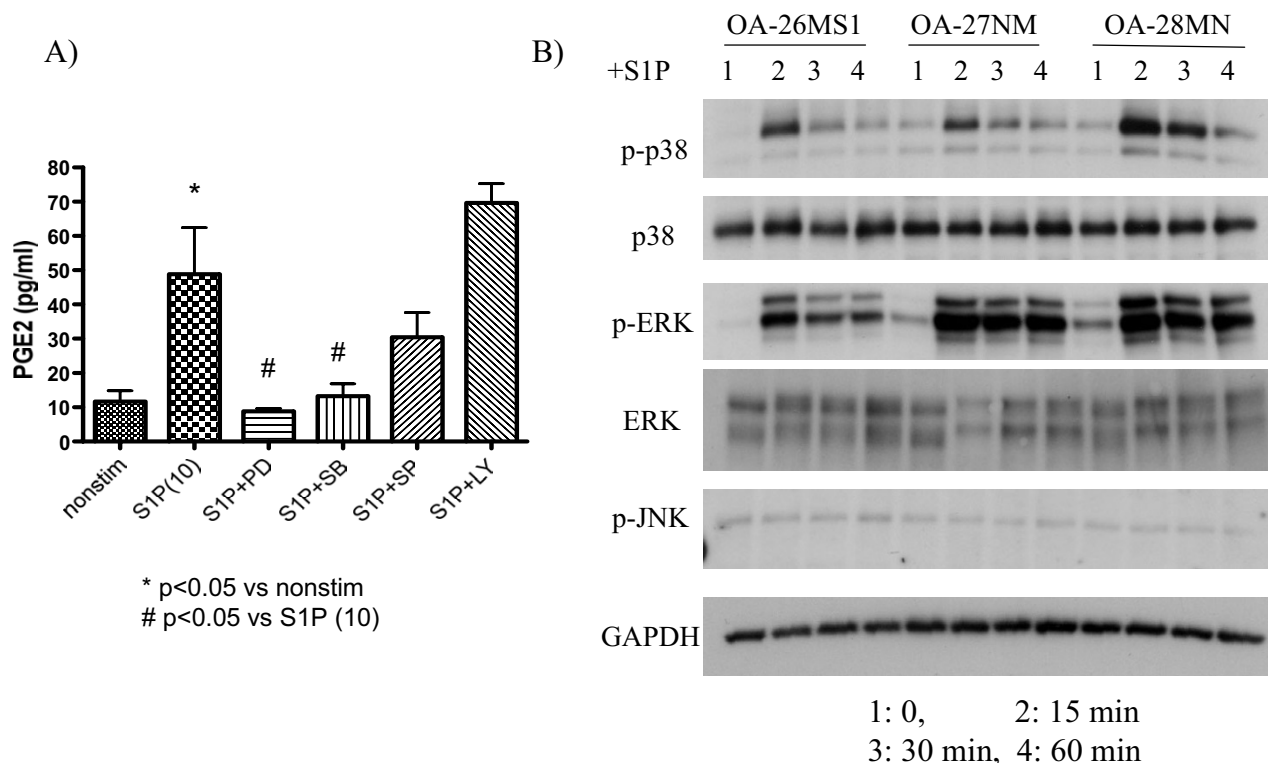 A)
PGE2 (pg/ml)
80
70
60
50
40
30
20
10
0
*
#
#
nonstim
S1P(10)
S1P+PD
S1P+SB
S1P+SP
S1P+LY
* p<0.05 vs nonstim
# p<0.05 vs S1P (10)
B)
OA-26MS1 OA-27NM OA-28MN
+S1P 1 2 3 4 1 2 3 4 1 2 3 4
p-p38
p38
p-ERK
ERK
p-JNK
GAPDH
1: 0, 2: 15 min
3: 30 min, 4: 60 min